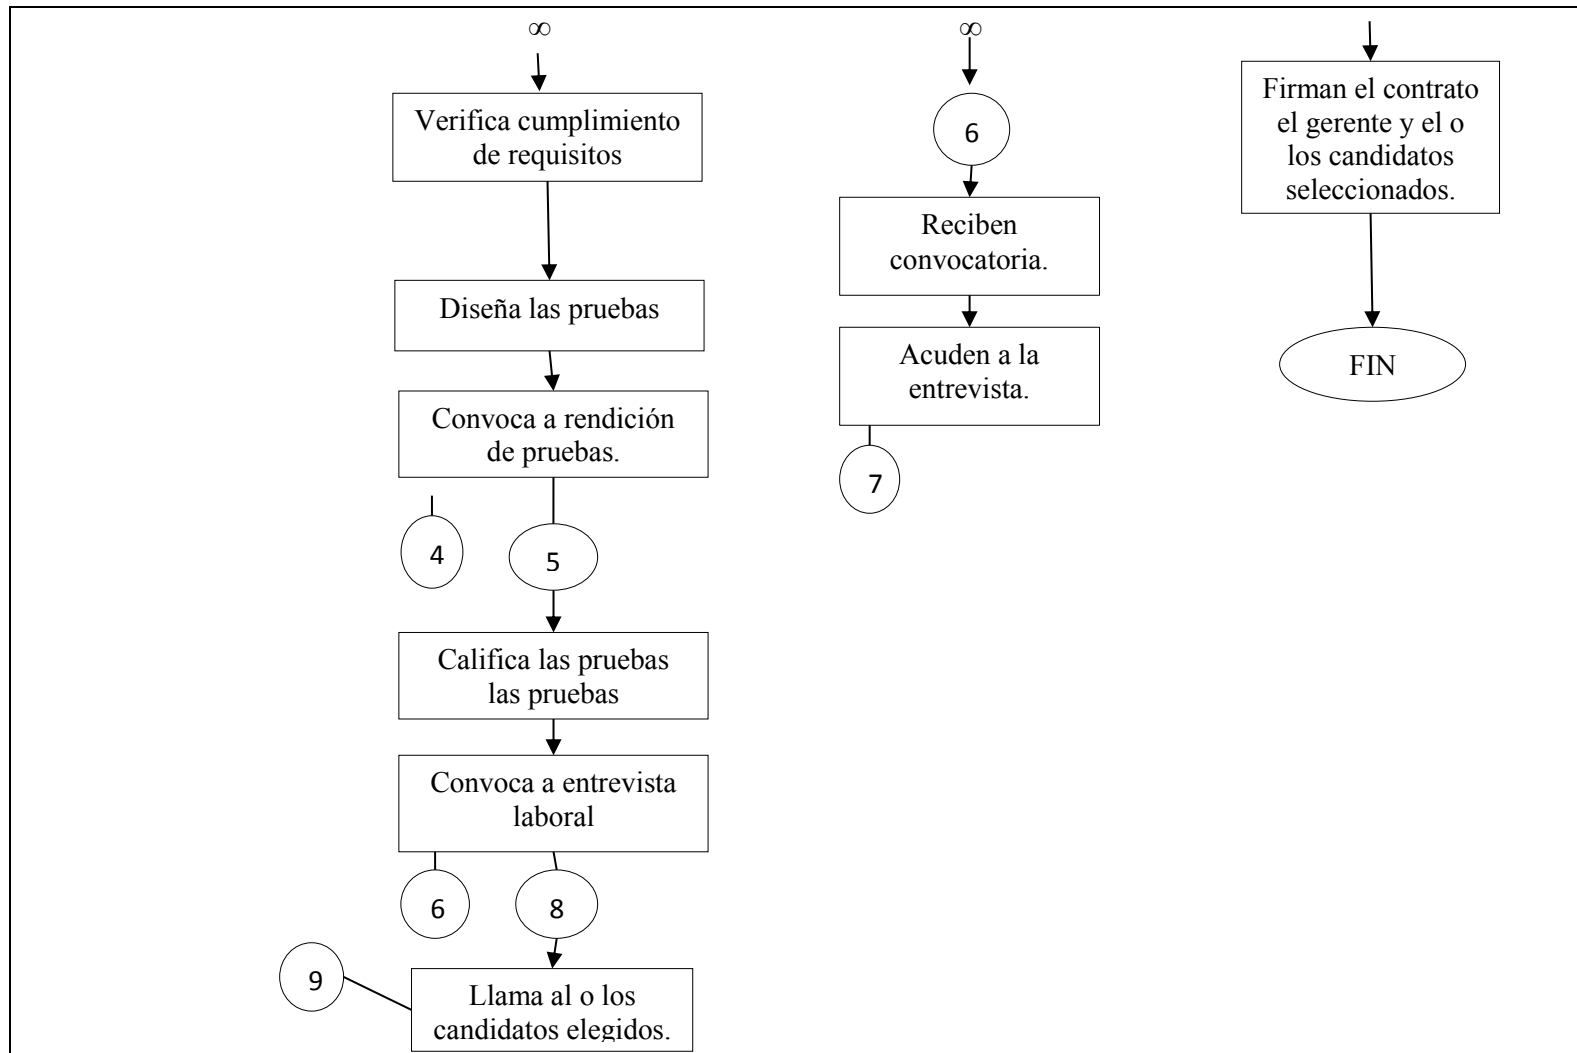 ∞
Verifica cumplimiento
de requisitos
Diseña las pruebas
Convoca a rendición
de pruebas.
4
5
Califica las pruebas
las pruebas
Convoca a entrevista
laboral
6
8
9
Llama al o los
candidatos elegidos.
∞
6
Reciben
convocatoria.
Acuden a la
entrevista.
7
Firman el contrato
el gerente y el o
los candidatos
seleccionados.
FIN